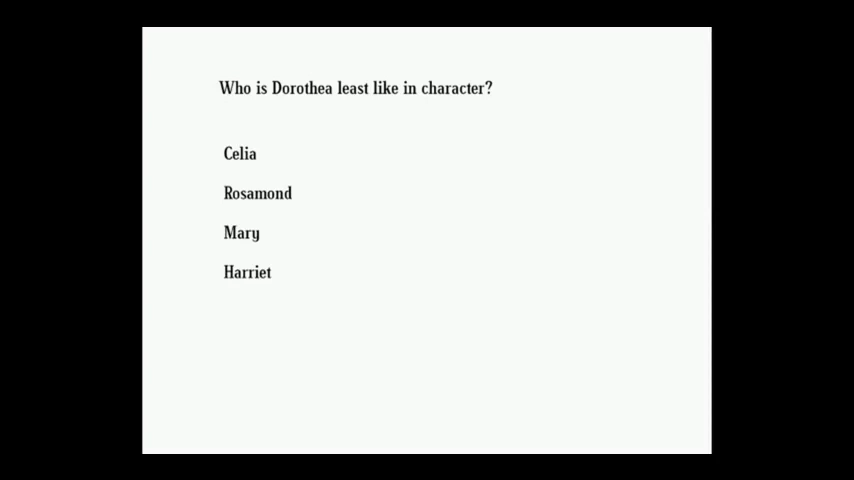 Who is Dorothea least like in character?
Celia
Rosamond
Mary
Harriet